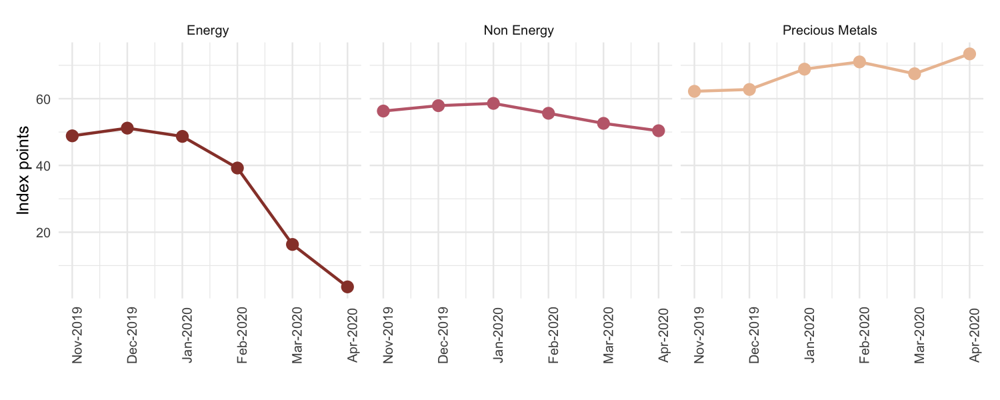 Energy
Non Energy
Precious Metals
Index points
60
40
20
Nov-2019
Dec-2019
Jan-2020
Feb-2020
Mar-2020
Apr-2020
Nov-2019
Dec-2019
Jan-2020
Feb-2020
Mar-2020
Apr-2020
Nov-2019
Dec-2019
Jan-2020
Feb-2020
Mar-2020
Apr-2020